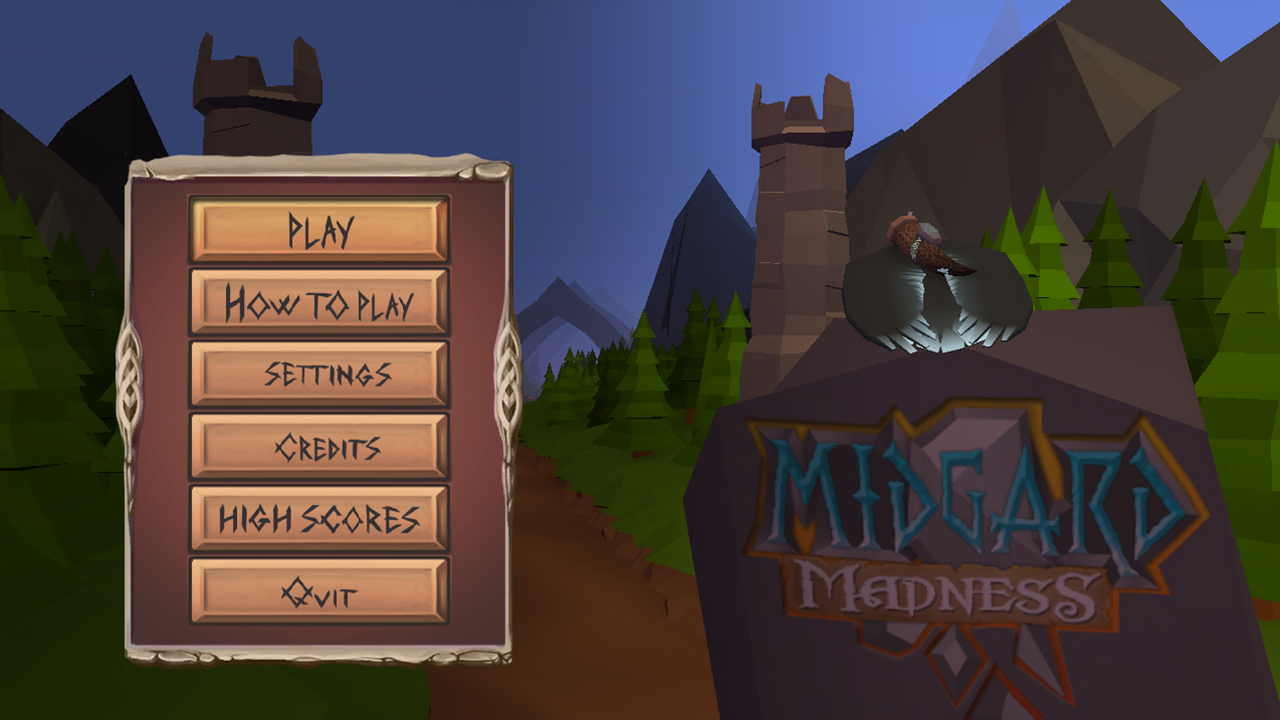 PLAY
HOW TO PLAY
SETTINGS
CREDITS
HIGH SCORES
QUIT
MIDGARD
MADNESS